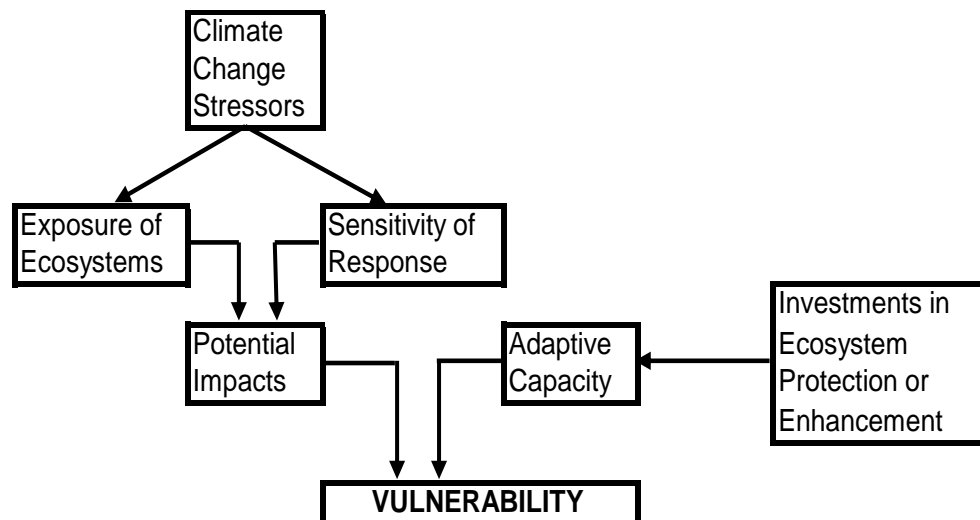 Climate
Change
Stressors
Exposure of
Ecosystems
Sensitivity of
Response
Potential
Impacts
Adaptive
Capacity
Investments in
Ecosystem
Protection or
Enhancement
VULNERABILITY